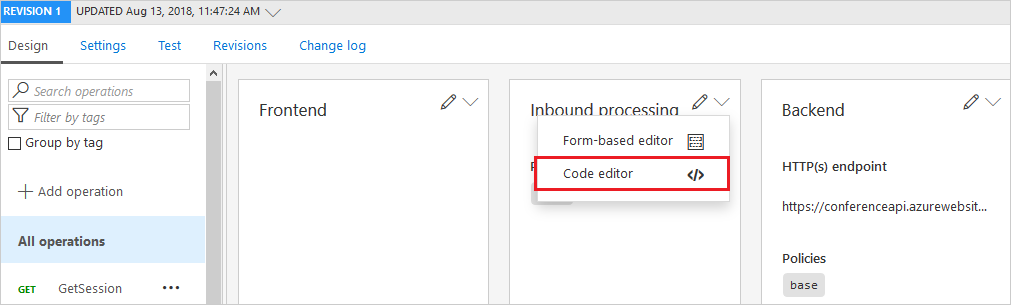 REVISION 1 UPDATED Aug 13, 2018, 11:47:24 AM
Design Settings Test Revisions Change log
Search operations
Filter by tags
Group by tag
Add operation
All operations
GET GetSession •••
Frontend
Inbound processing
Form-based editor
Code editor </>
Backend
HTTP(s) endpoint
https://conferenceapi.azurewebsit...
Policies
base